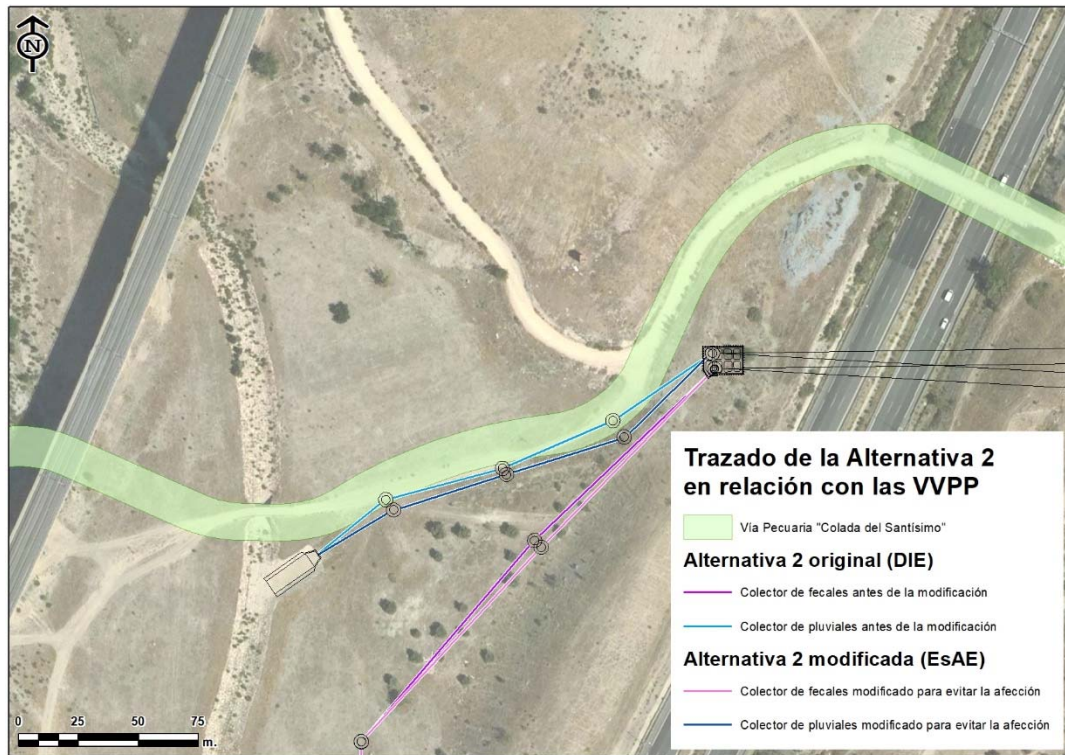 N
Trazado de la Alternativa 2
en relación con las VVPP
Vía Pecuaria "Colada del Santísimo"
Alternativa 2 original (DIE)
Colector de fecales antes de la modificación
Colector de pluviales antes de la modificación
Alternativa 2 modificada (EsAE)
Colector de fecales modificado para evitar la afección
Colector de pluviales modificado para evitar la afección
0 25 50 75
m.